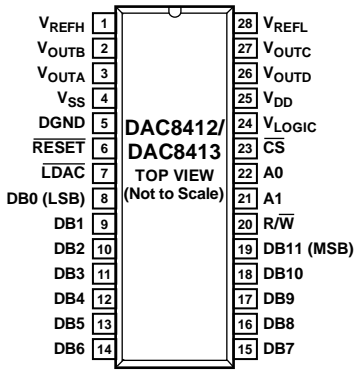 VREFH 1 28 VREFL
VOUTB 2 27 VOUTC
VOUTA 3 26 VOUTD
VSS 4 25 VDD
DGND 5 24 VLOGIC
RESET 6 23 CS
LDAC 7 22 A0
DB0 (LSB) 8 21 A1
DB1 9 20 R/W
DB2 10 19 DB11 (MSB)
DB3 11 18 DB10
DB4 12 17 DB9
DB5 13 16 DB8
DB6 14 15 DB7
DAC8412/
DAC8413
TOP VIEW
(Not to Scale)